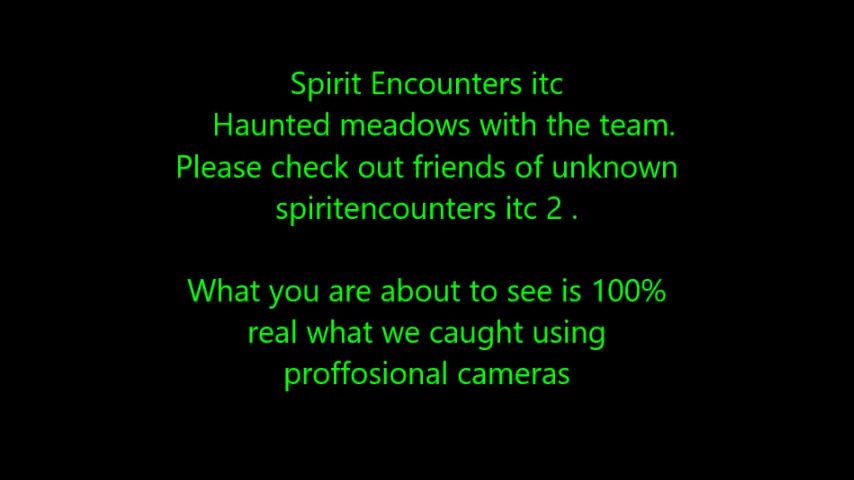 Spirit Encounters itc
Haunted meadows with the team.
Please check out friends of unknown
spiritencounters itc 2 .
What you are about to see is 100%
real what we caught using
proffosional cameras